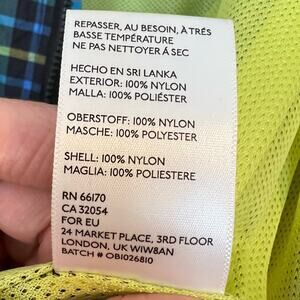 REPASSER, AU BESOIN, À TRÉS
BASSE TEMPÉRATURE
NE PAS NETTOYER Á SEC
HECHO EN SRI LANKA
EXTERIOR: 100% NYLON
MALLA: 100% POLIÉSTER
OBERSTOFF: 100% NYLON
MASCHE: 100% POLYESTER
SHELL: 100% NYLON
MAGLIA: 100% POLIESTERE
RN 66170
CA 32054
FOR EU
24 MARKET PLACE, 3RD FLOOR
LONDON, UK W1W8AN
BATCH # OB1026810